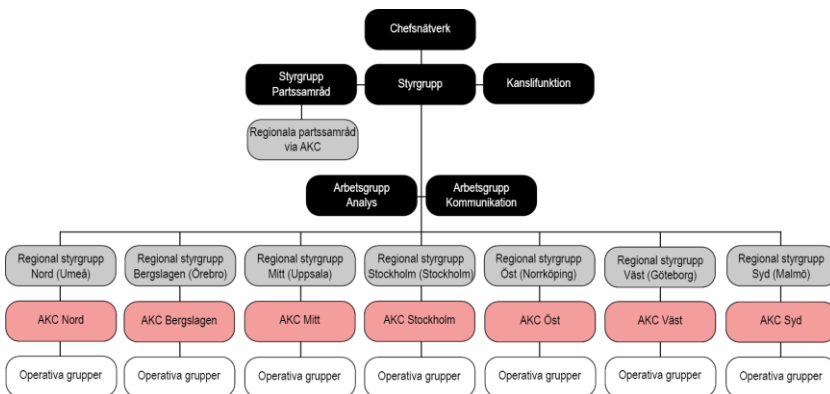 Chefsnätverk
Styrgrupp
Partssamråd
Styrgrupp
Kanslifunktion
Regionala partssamråd
via AKC
Arbetsgrupp
Analys
Arbetsgrupp
Kommunikation
Regional styrgrupp
Nord (Umeå)
Regional styrgrupp
Bergslagen (Örebro)
Regional styrgrupp
Mitt (Uppsala)
Regional styrgrupp
Stockholm (Stockholm)
Regional styrgrupp
Öst (Norrköping)
Regional styrgrupp
Väst (Göteborg)
Regional styrgrupp
Syd (Malmö)
AKC Nord
AKC Bergslagen
AKC Mitt
AKC Stockholm
AKC Öst
AKC Väst
AKC Syd
Operativa grupper
Operativa grupper
Operativa grupper
Operativa grupper
Operativa grupper
Operativa grupper
Operativa grupper